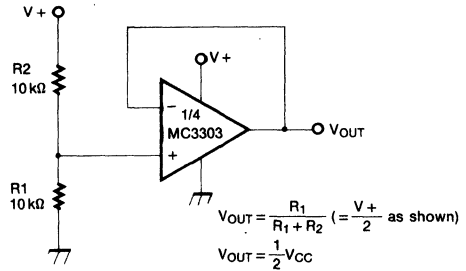 V+
R2
10 kΩ
V+
−
1/4
MC3303
+
VOUT
R1
10 kΩ
VOUT = R1 / (R1 + R2) (= V+ / 2 as shown)
VOUT = 1/2 VCC